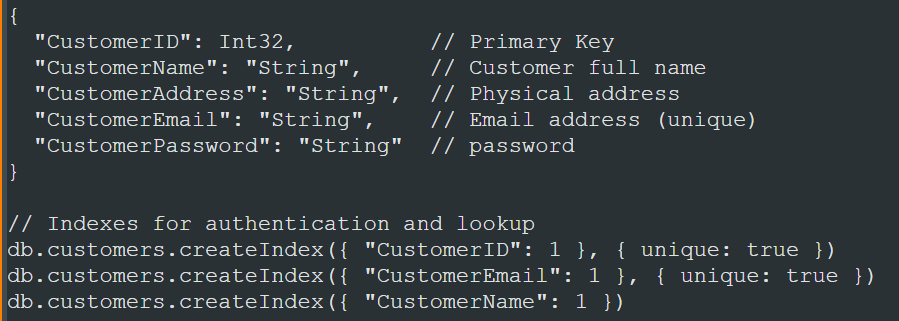 {
  "CustomerID": Int32,          // Primary Key
  "CustomerName": "String",     // Customer full name
  "CustomerAddress": "String",  // Physical address
  "CustomerEmail": "String",    // Email address (unique)
  "CustomerPassword": "String"  // password
}
// Indexes for authentication and lookup
db.customers.createIndex({ "CustomerID": 1 }, { unique: true })
db.customers.createIndex({ "CustomerEmail": 1 }, { unique: true })
db.customers.createIndex({ "CustomerName": 1 })